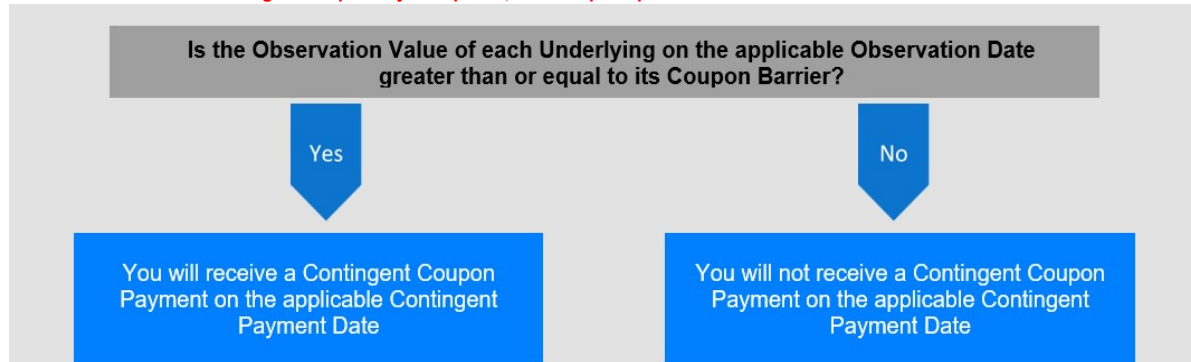 Is the Observation Value of each Underlying on the applicable Observation Date
greater than or equal to its Coupon Barrier?
Yes
No
You will receive a Contingent Coupon
Payment on the applicable Contingent
Payment Date
You will not receive a Contingent Coupon
Payment on the applicable Contingent
Payment Date